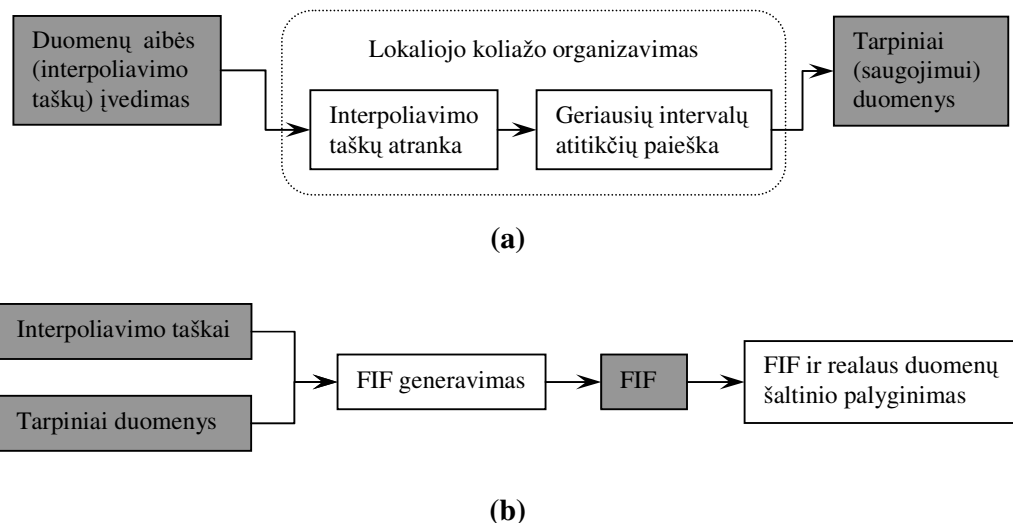 Duomenų aibės
(interpoliavimo
taškų) įvedimas
Lokaliojo koliažo organizavimas
Interpoliavimo
taškų atranka
Geriausių intervalų
atitikčių paieška
Tarpiniai
(saugojimui)
duomenys
(a)
Interpoliavimo taškai
Tarpiniai duomenys
FIF generavimas
FIF
FIF ir realaus duomenų
šaltinio palyginimas
(b)